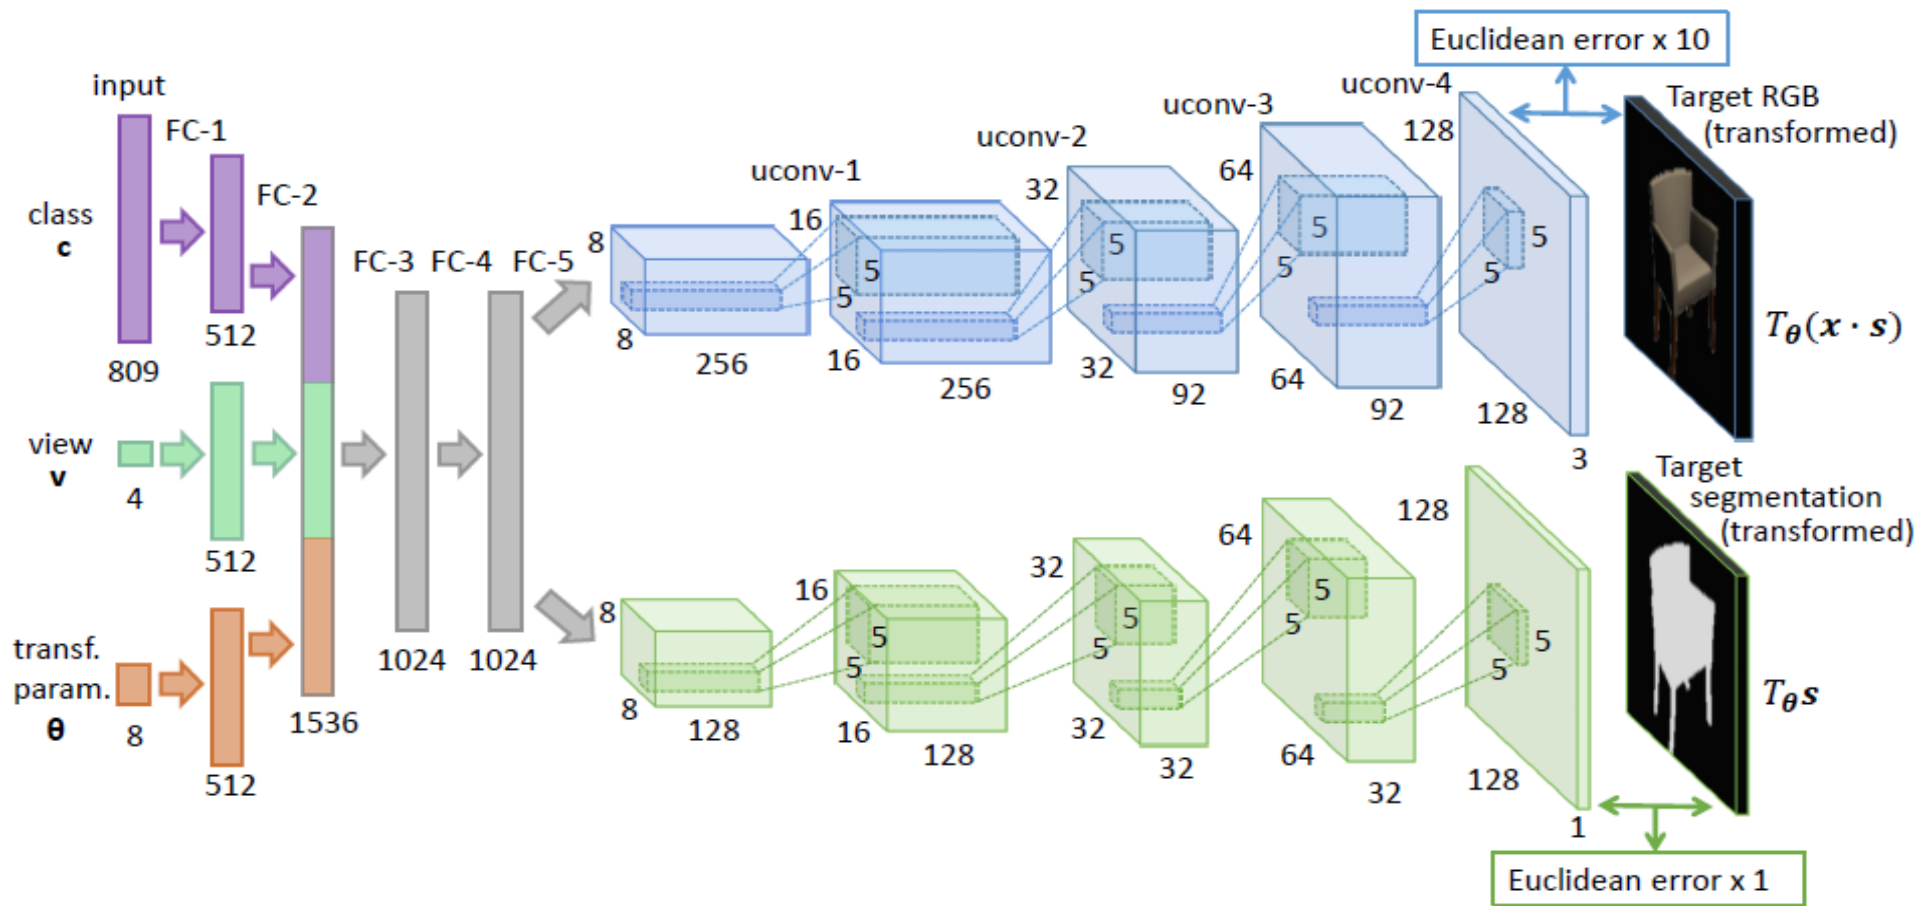 input
FC-1
FC-2
FC-3
FC-4
FC-5
class
c
809
512
view
v
4
512
transf.
param.
θ
8
512
1536
1024
1024
uconv-1
uconv-2
uconv-3
uconv-4
8
8
256
16
5
5
16
256
32
5
5
32
92
64
5
5
64
92
128
5
5
128
3
Euclidean error x 10
Target RGB
(transformed)
Tθ(x · s)
8
8
128
16
5
5
16
128
32
5
5
32
32
64
5
5
64
32
128
5
5
128
1
Target
segmentation
(transformed)
Tθs
Euclidean error x 1